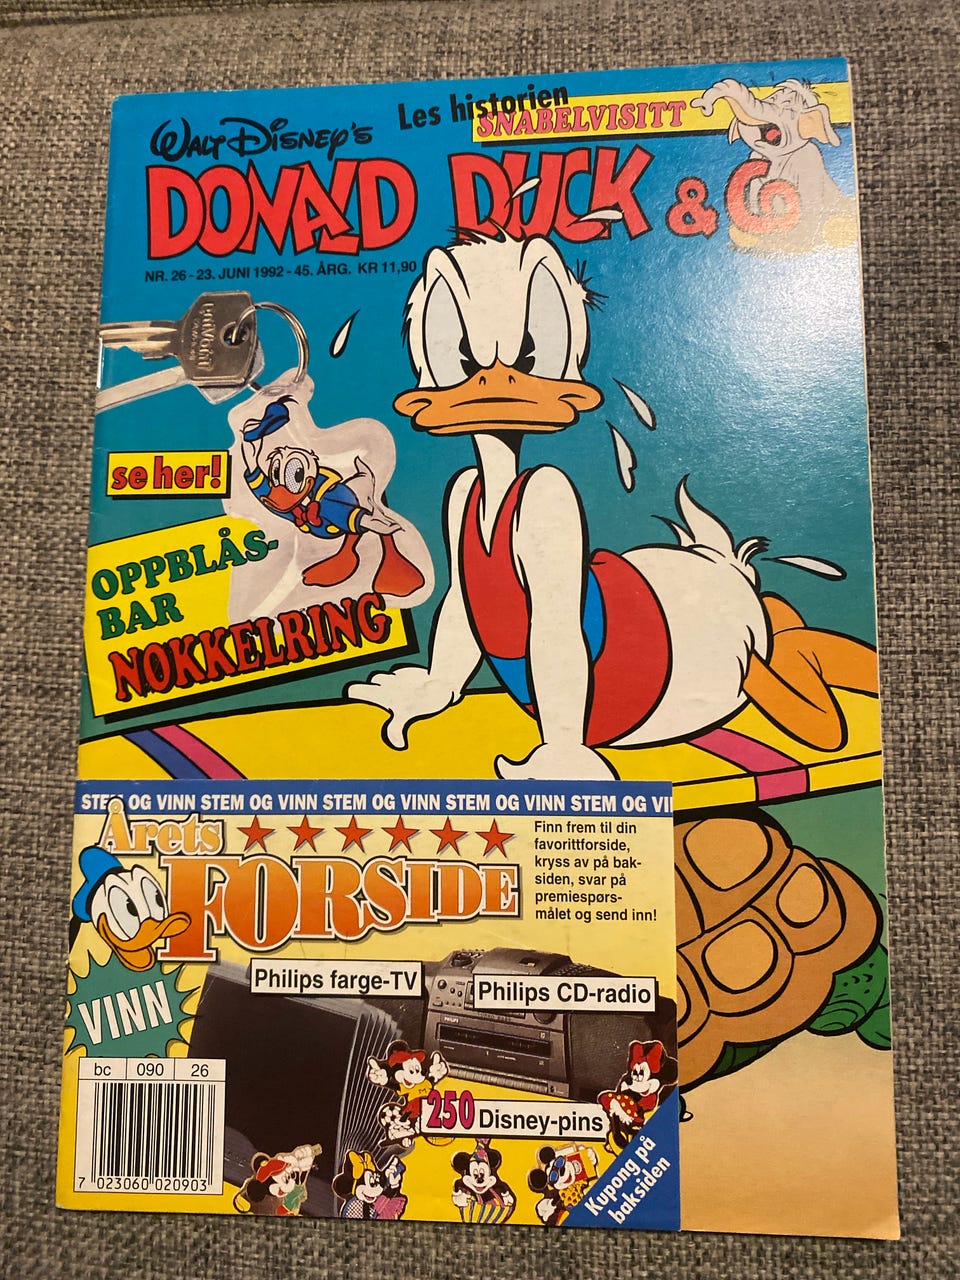 Les historien
SNABELVISITT
WALT DISNEY'S
DONALD DUCK & Co
NR. 26 - 23. JUNI 1992 - 45. ÅRG. KR 11,90
se her!
OPPBLÅS-
BAR
NØKKELRING
STEM OG VINN STEM OG VINN STEM OG VINN STEM OG VINN STEM OG VI
Årets
FORSIDE
Finn frem til din
favorittforside,
kryss av på bak-
siden, svar på
premiespørs-
målet og send inn!
VINN
Philips farge-TV
Philips CD-radio
PHILIPS
250 Disney-pins
Kupong på
baksiden
bc 090 26
7 023060 020903